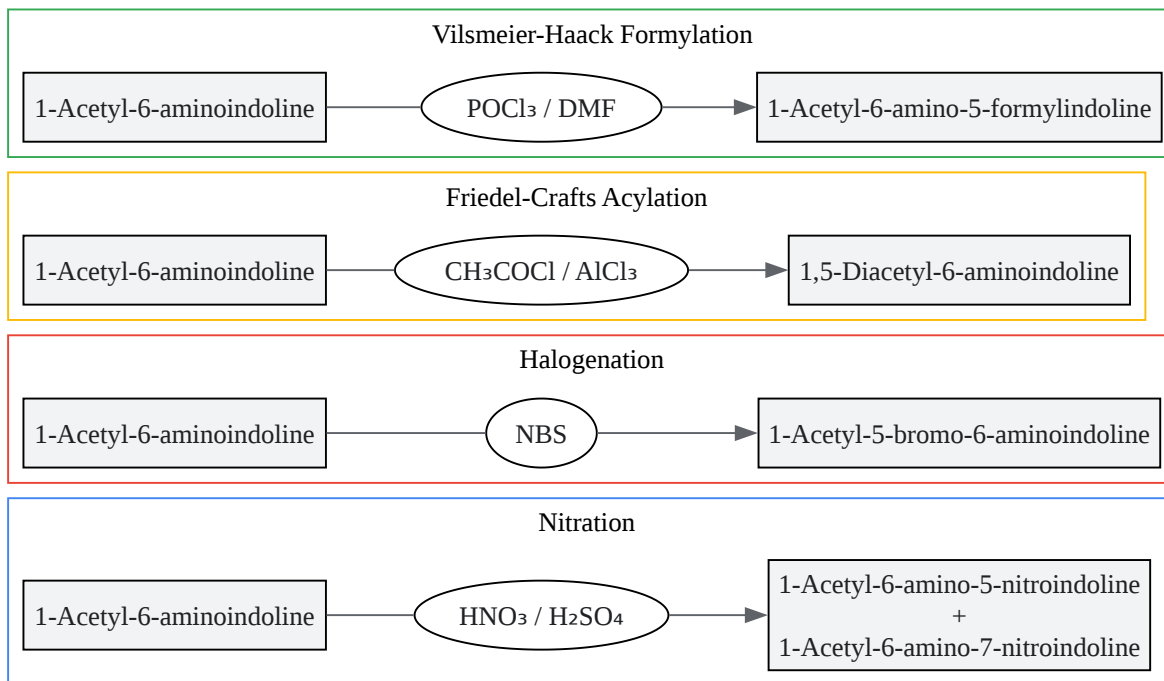 Vilsmeier-Haack Formylation
1-Acetyl-6-aminoindoline
POCl₃ / DMF
1-Acetyl-6-amino-5-formylindoline
Friedel-Crafts Acylation
1-Acetyl-6-aminoindoline
CH₃COCl / AlCl₃
1,5-Diacetyl-6-aminoindoline
Halogenation
1-Acetyl-6-aminoindoline
NBS
1-Acetyl-5-bromo-6-aminoindoline
Nitration
1-Acetyl-6-aminoindoline
HNO₃ / H₂SO₄
1-Acetyl-6-amino-5-nitroindoline
+
1-Acetyl-6-amino-7-nitroindoline